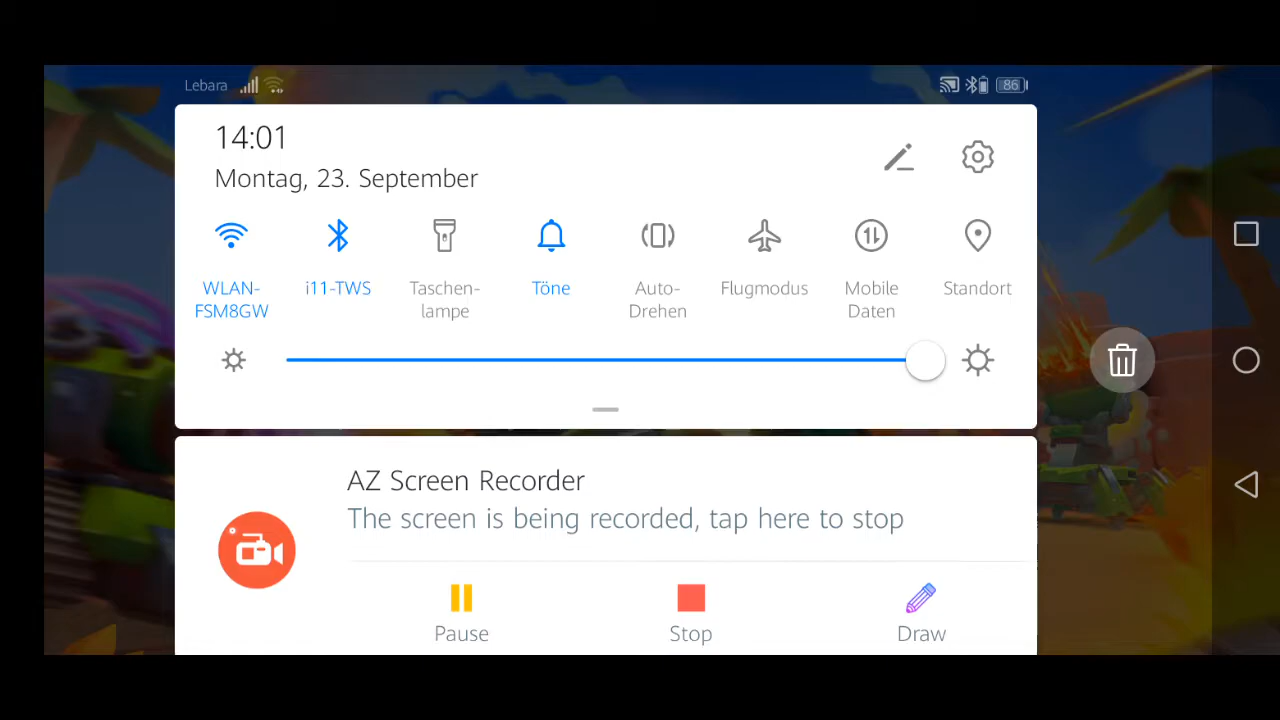 Lebara
86
14:01
Montag, 23. September
WLAN-
FSM8GW
i11-TWS
Taschen-
lampe
Töne
Auto-
Drehen
Flugmodus
Mobile
Daten
Standort
AZ Screen Recorder
The screen is being recorded, tap here to stop
Pause
Stop
Draw